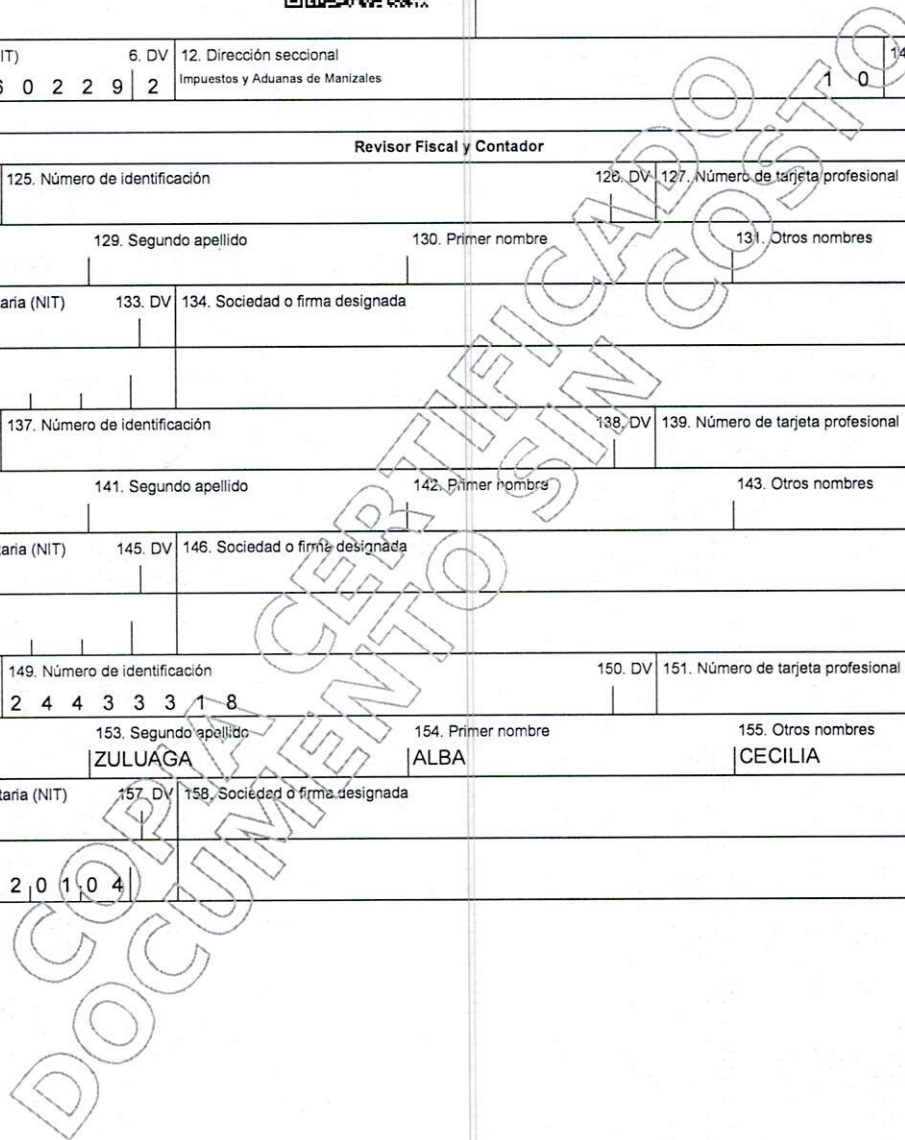 IT) 6. DV 12. Dirección seccional
6 0 2 2 9 2 Impuestos y Aduanas de Manizales 1 0 14
Revisor Fiscal y Contador
125. Número de identificación 126. DV 127. Número de tarjeta profesional
129. Segundo apellido 130. Primer nombre 131. Otros nombres
taria (NIT) 133. DV 134. Sociedad o firma designada
137. Número de identificación 138. DV 139. Número de tarjeta profesional
141. Segundo apellido 142. Primer nombre 143. Otros nombres
taria (NIT) 145. DV 146. Sociedad o firma designada
149. Número de identificación 150. DV 151. Número de tarjeta profesional
2 4 4 3 3 3 1 8
153. Segundo apellido 154. Primer nombre 155. Otros nombres
ZULUAGA ALBA CECILIA
taria (NIT) 157. DV 158. Sociedad o firma designada
2 0 1 0 4
COPIA CERTIFICADO
DOCUMENTO SIN COSTO